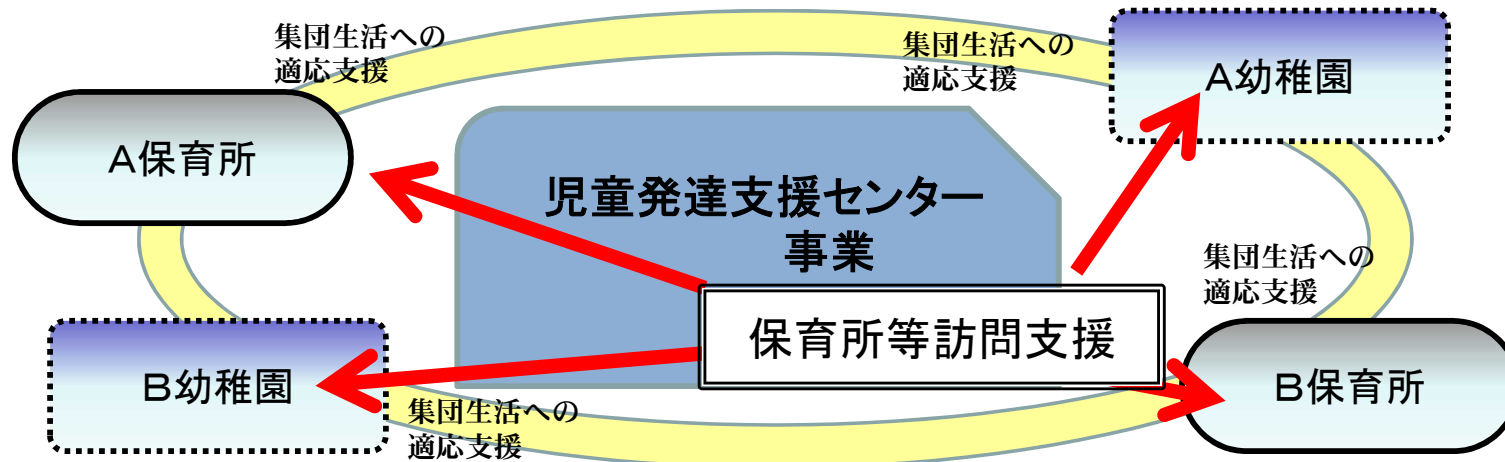 集団生活への
適応支援
集団生活への
適応支援
A幼稚園
A保育所
児童発達支援センター
事業
集団生活への
適応支援
保育所等訪問支援
B幼稚園
B保育所
集団生活への
適応支援